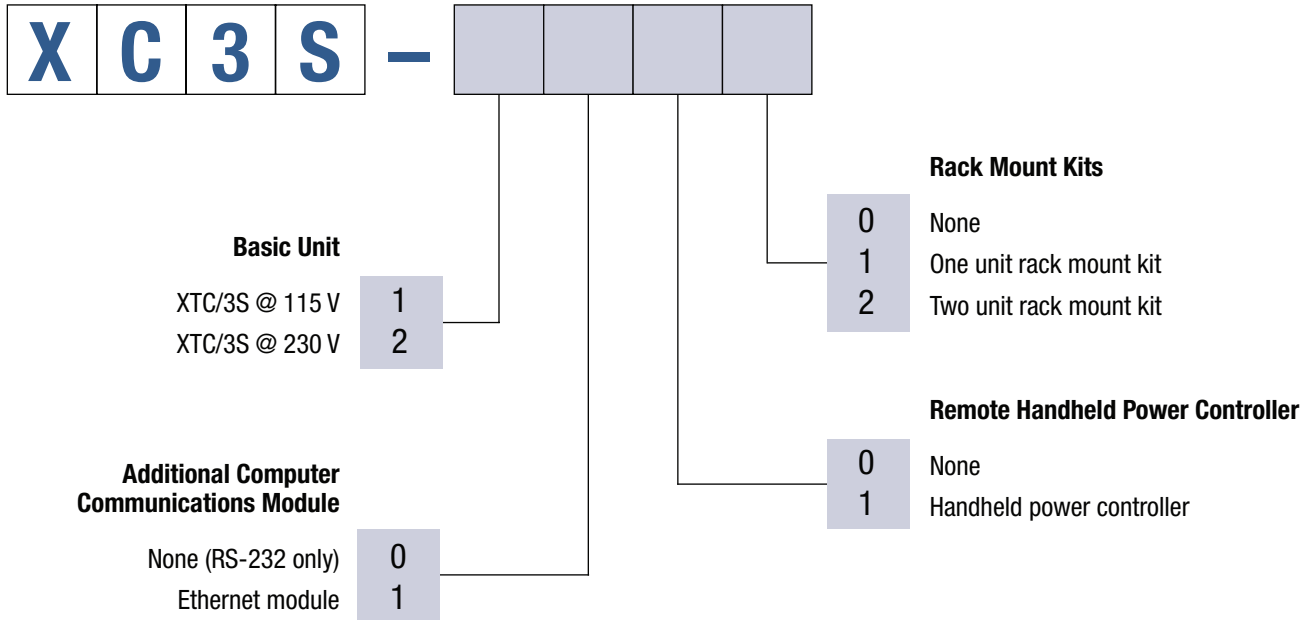 XC3S–
Rack Mount Kits
0 None
1 One unit rack mount kit
2 Two unit rack mount kit
Basic Unit
XTC/3S @ 115 V 1
XTC/3S @ 230 V 2
Remote Handheld Power Controller
0 None
1 Handheld power controller
Additional Computer
Communications Module
None (RS-232 only) 0
Ethernet module 1